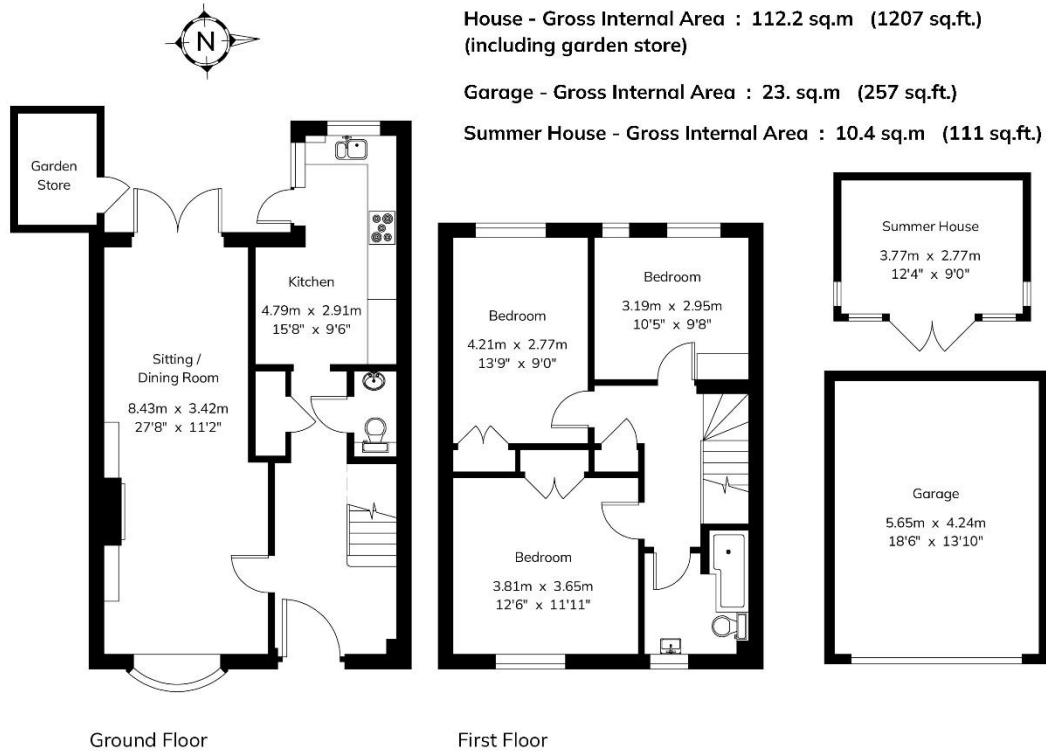 N
House - Gross Internal Area : 112.2 sq.m (1207 sq.ft.)
(including garden store)
Garage - Gross Internal Area : 23. sq.m (257 sq.ft.)
Summer House - Gross Internal Area : 10.4 sq.m (111 sq.ft.)
Garden
Store
Kitchen
4.79m x 2.91m
15'8" x 9'6"
Sitting /
Dining Room
8.43m x 3.42m
27'8" x 11'2"
Bedroom
4.21m x 2.77m
13'9" x 9'0"
Bedroom
3.19m x 2.95m
10'5" x 9'8"
Bedroom
3.81m x 3.65m
12'6" x 11'11"
Summer House
3.77m x 2.77m
12'4" x 9'0"
Garage
5.65m x 4.24m
18'6" x 13'10"
Ground Floor
First Floor